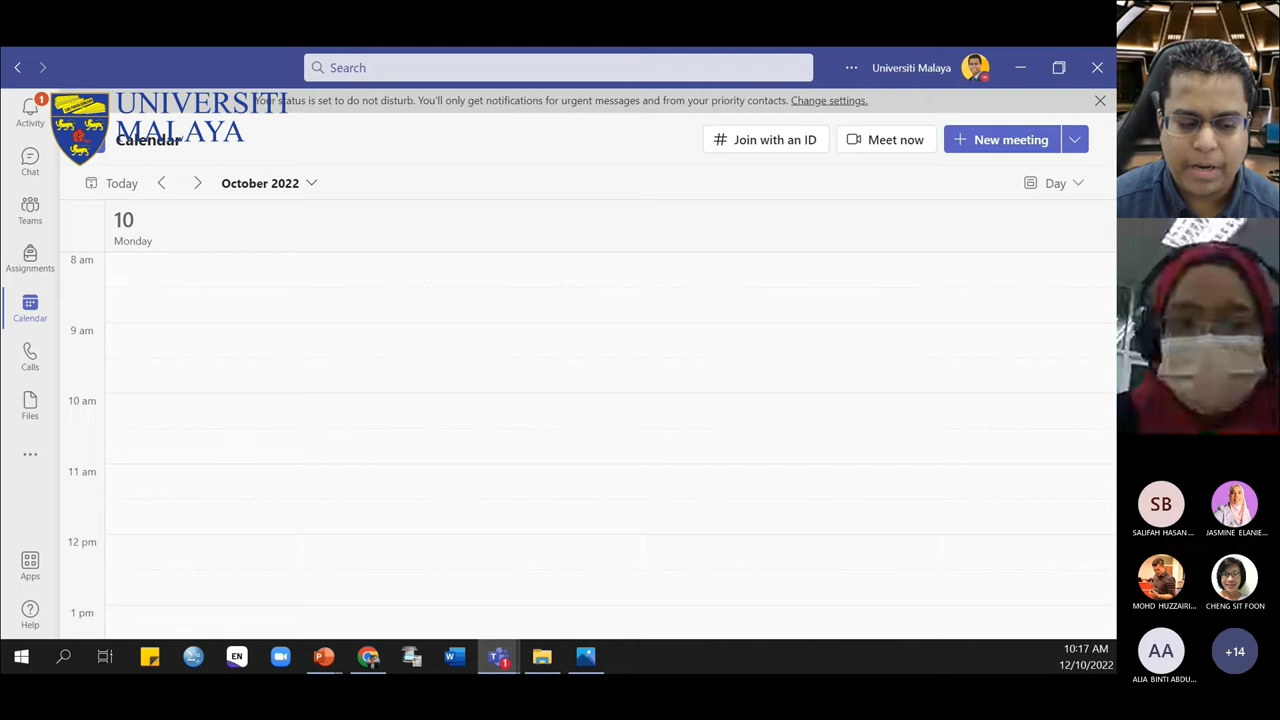 Search
Universiti Malaya
UNIVERSITI
MALAYA
Your status is set to do not disturb. You'll only get notifications for urgent messages and from your priority contacts. Change settings.
1
Activity
Calendar
Join with an ID
Meet now
New meeting
Chat
Today
October 2022
Day
Teams
10
Monday
Assignments
8 am
Calendar
9 am
Calls
Files
10 am
11 am
12 pm
Apps
Help
1 pm
SB
SALIFAH HASAN...
JASMINE ELANIE...
MOHD HUZZAIRI...
CHENG SIT FOON
AA
ALIA BINTI ABDU...
+14
EN
1
10:17 AM
12/10/2022